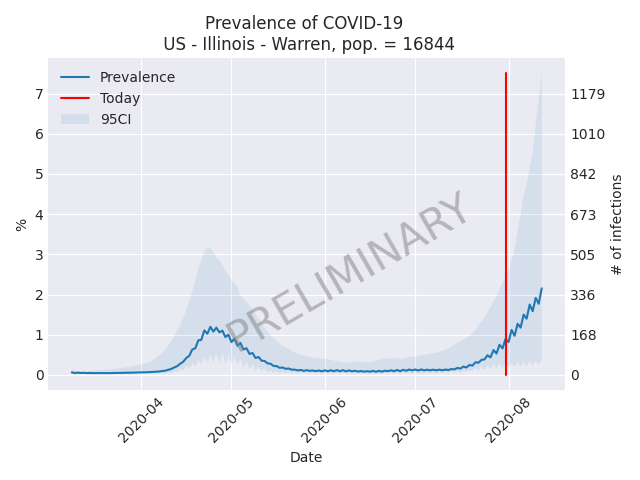 Prevalence of COVID-19
US - Illinois - Warren, pop. = 16844
Prevalence
Today
95CI
7
6
5
4
3
2
1
0
%
1179
1010
842
673
505
336
168
0
# of infections
PRELIMINARY
2020-04
2020-05
2020-06
2020-07
2020-08
Date